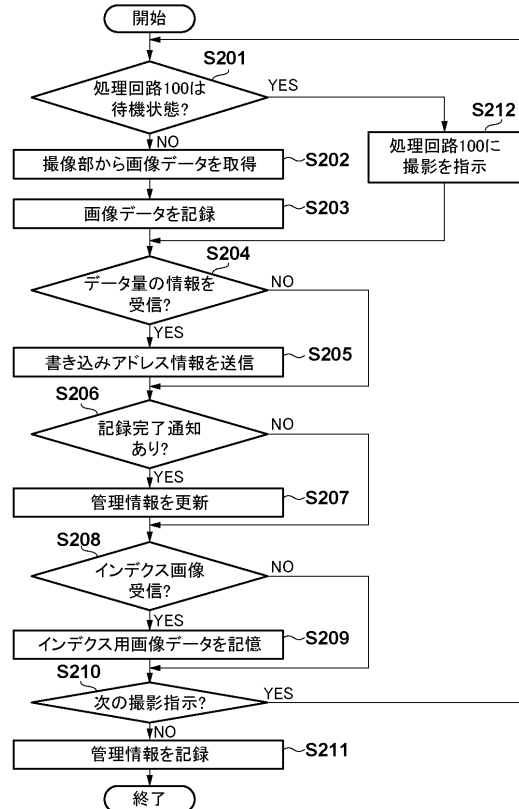 開始
S201
処理回路100は
待機状態?
YES
NO
S212
処理回路100に
撮影を指示
撮像部から画像データを取得
S202
画像データを記録
S203
S204
データ量の情報を
受信?
NO
YES
書き込みアドレス情報を送信
S205
S206
記録完了通知
あり?
NO
YES
管理情報を更新
S207
S208
インデクス画像
受信?
NO
YES
インデクス用画像データを記憶
S209
S210
次の撮影指示?
YES
NO
管理情報を記録
S211
終了